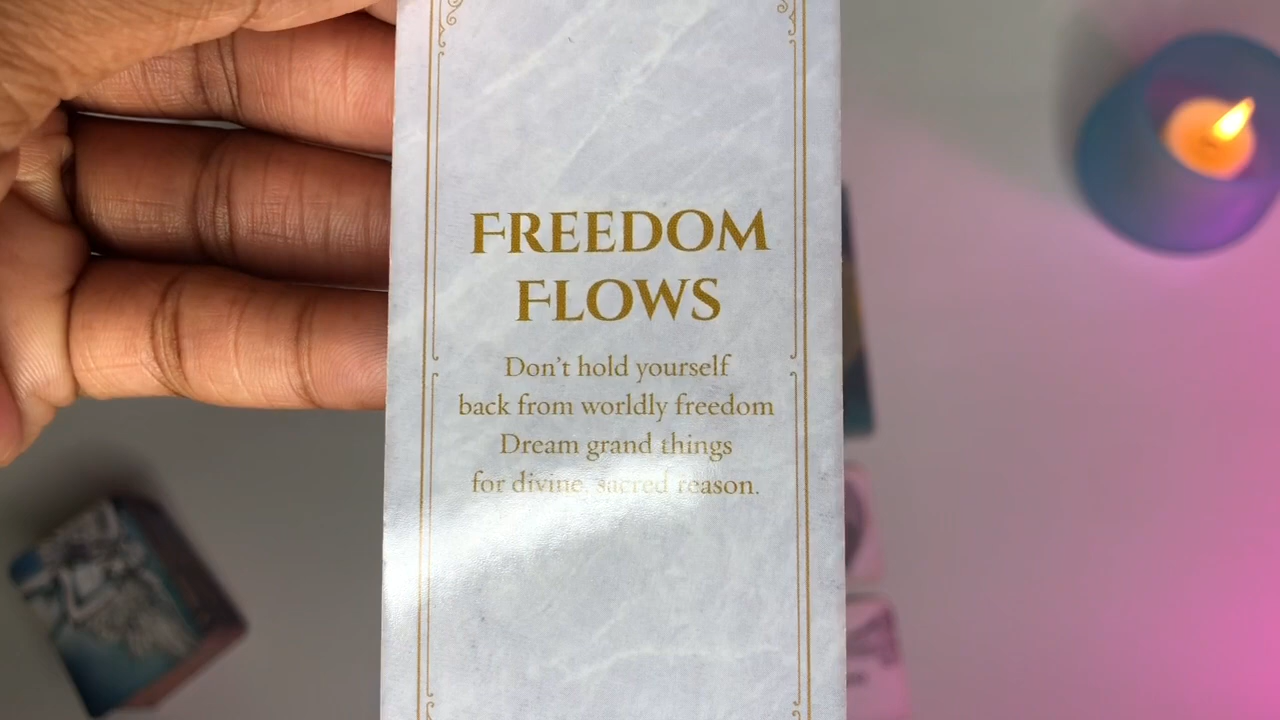 FREEDOM
FLOWS
Don't hold yourself
back from worldly freedom
Dream grand things
for divine, sacred reason.